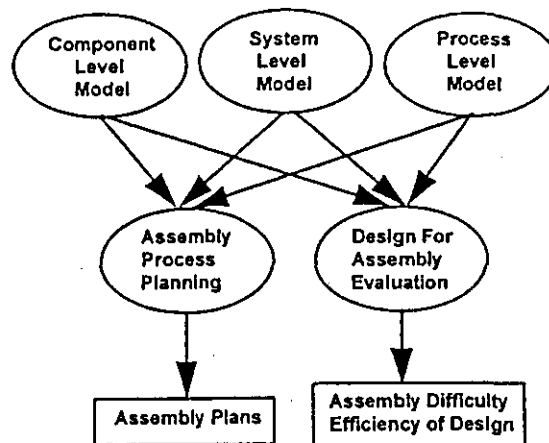 Component
Level
Model
System
Level
Model
Process
Level
Model
Assembly
Process
Planning
Design For
Assembly
Evaluation
Assembly Plans
Assembly Difficulty
Efficiency of Design